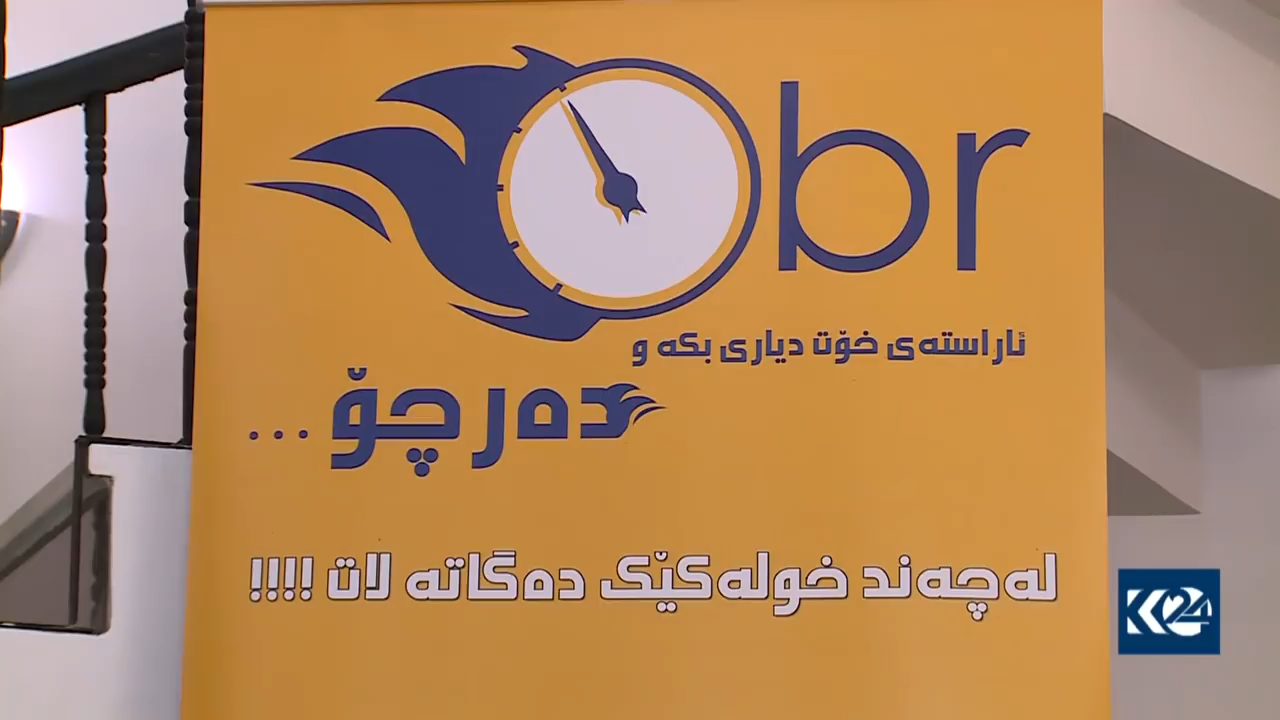 Obr
ئاراستەی خۆت دیاری بکە و
دەرچۆ ...
لەچەند خولەکێک دەگاتە لات !!!!
K24